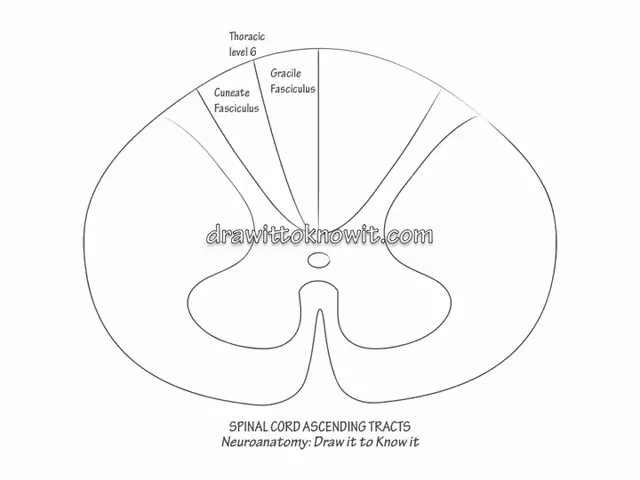 Thoracic
level 6
Gracile
Fasciculus
Cuneate
Fasciculus
drawittoknowit.com
SPINAL CORD ASCENDING TRACTS
Neuroanatomy: Draw it to Know it